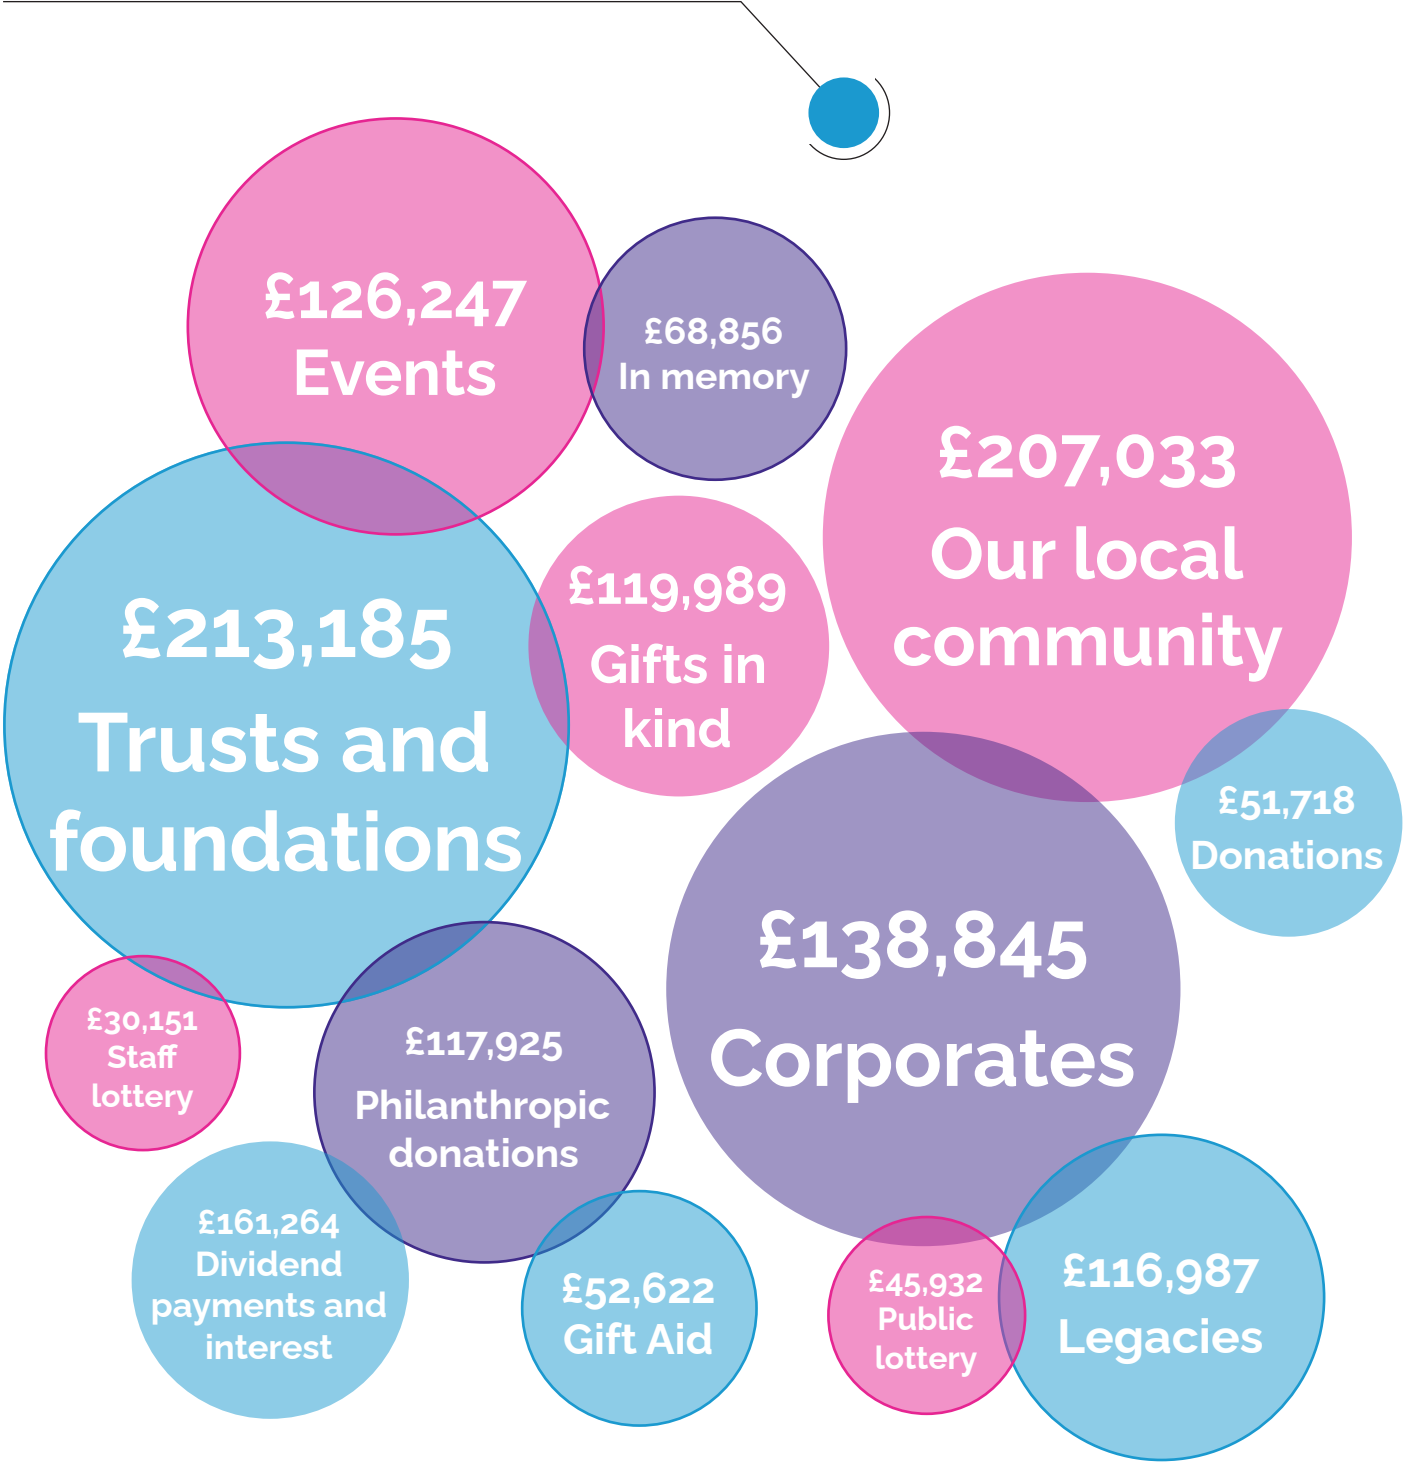 £126,247
Events
£68,856
In memory
£207,033
Our local
community
£119,989
Gifts in
kind
£213,185
Trusts and
foundations
£51,718
Donations
£138,845
Corporates
£30,151
Staff
lottery
£117,925
Philanthropic
donations
£161,264
Dividend
payments and
interest
£52,622
Gift Aid
£45,932
Public
lottery
£116,987
Legacies